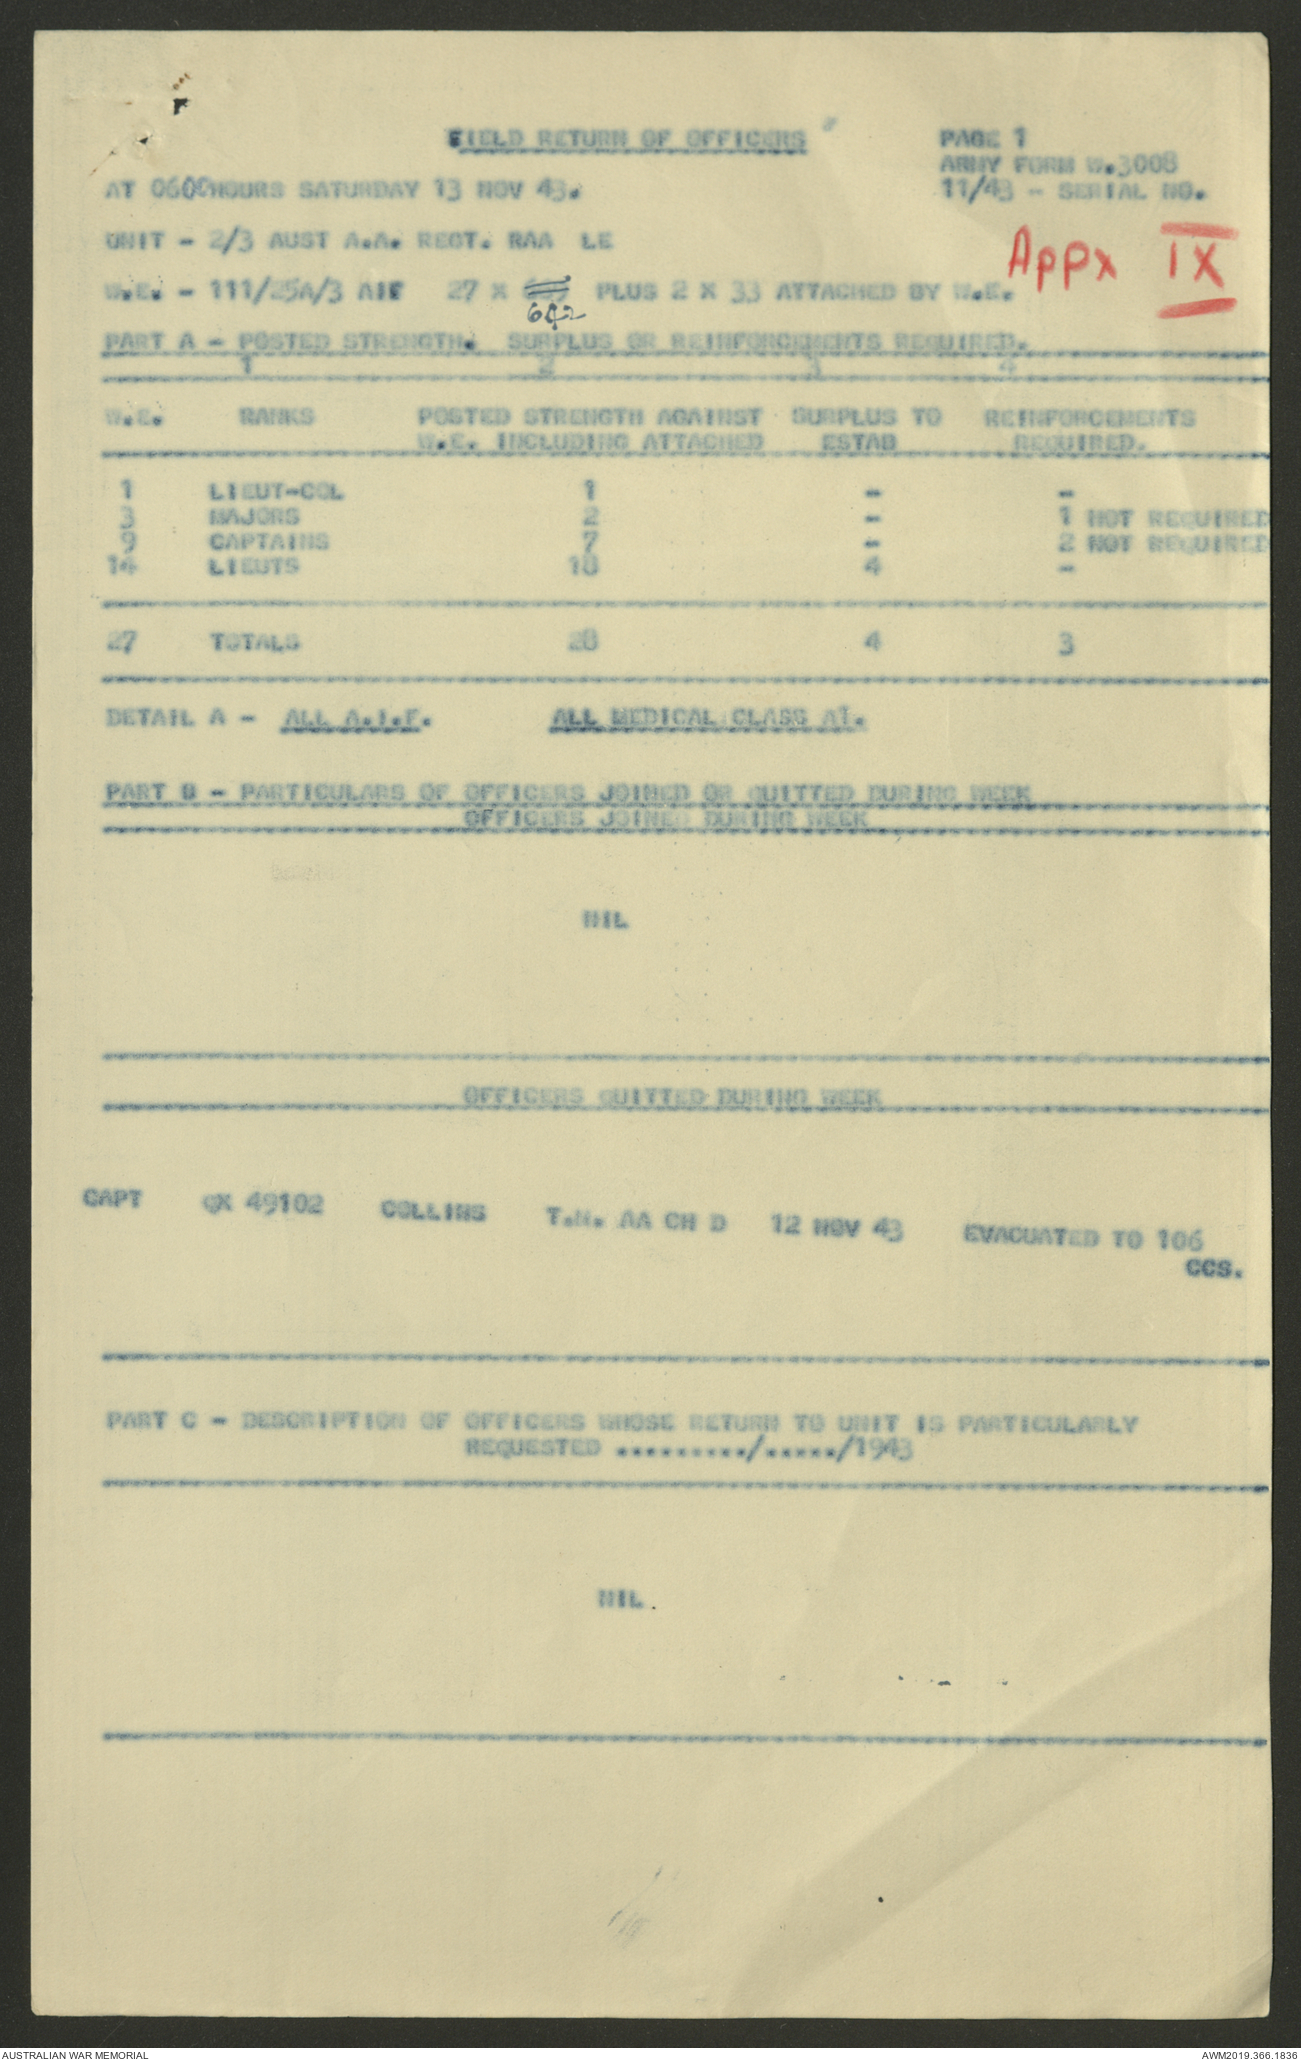 FIELD RETURN OF OFFICERS
PAGE 1
ARMY FORM W.3008
AT 0600HOURS SATURDAY 13 NOV 43.
11/43 - SERIAL NO.
UNIT - 2/3 AUST A.A. REGT. RAA LE
Appx IX
W.E. - 111/25A/3 AIF 27 X PLUS 2 X 33 ATTACHED BY W.E.
642
PART A - POSTED STRENGTH. SURPLUS OR REINFORCEMENTS REQUIRED.
1 2 3 4
W.E. RANKS POSTED STRENGTH AGAINST SURPLUS TO REINFORCEMENTS
W.E. INCLUDING ATTACHED ESTAB REQUIRED.
1 LIEUT-COL 1 - -
3 MAJORS 2 - 1 NOT REQUIRED
9 CAPTAINS 7 - 2 NOT REQUIRED
14 LIEUTS 18 4 -
27 TOTALS 28 4 3
DETAIL A - ALL A.I.F. ALL MEDICAL CLASS A1.
PART B - PARTICULARS OF OFFICERS JOINED OR QUITTED DURING WEEK
OFFICERS JOINED DURING WEEK
NIL
OFFICERS QUITTED DURING WEEK
CAPT QX 49102 COLLINS T.N. AA CH D 12 NOV 43 EVACUATED TO 106
CCS.
PART C - DESCRIPTION OF OFFICERS WHOSE RETURN TO UNIT IS PARTICULARLY
REQUESTED ........../...../1943
NIL.
AUSTRALIAN WAR MEMORIAL
AWM2019.366.1836